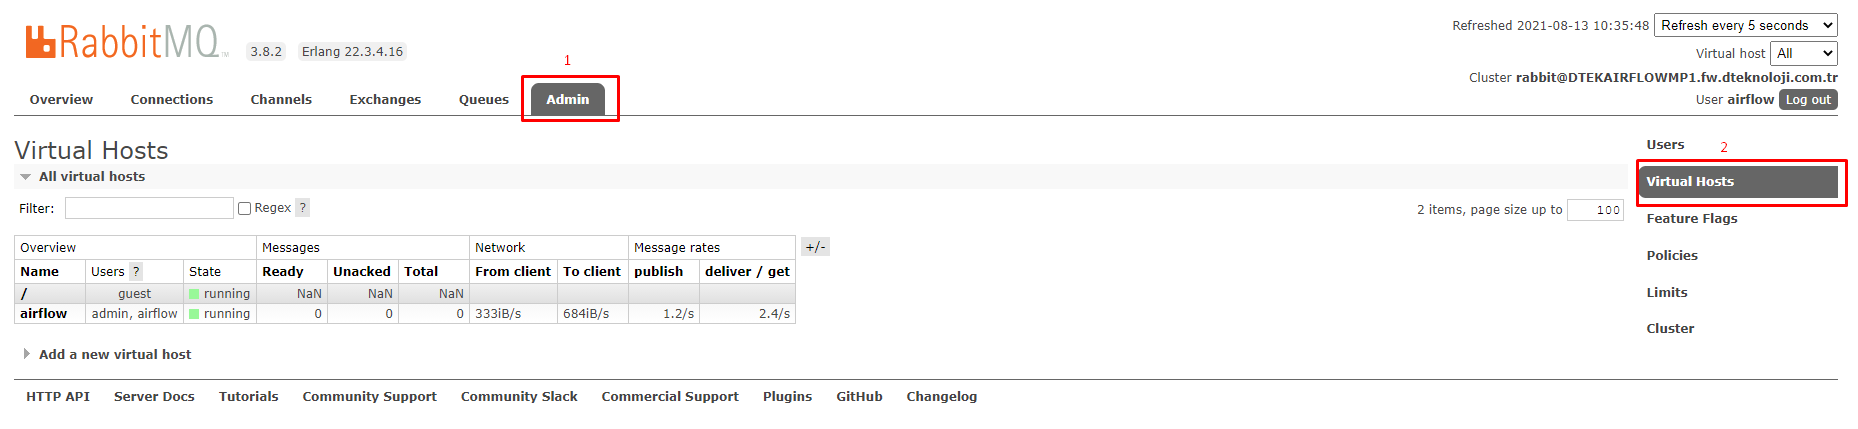 RabbitMQ TM 3.8.2 Erlang 22.3.4.16
Refreshed 2021-08-13 10:35:48 Refresh every 5 seconds
Virtual host All
Cluster rabbit@DTEKAIRFLOWMP1.fw.dteknoloji.com.tr
User airflow Log out
1
Overview Connections Channels Exchanges Queues Admin
Virtual Hosts
All virtual hosts
Filter: Regex ?
2 items, page size up to 100
Overview Messages Network Message rates +/-
Name Users ? State Ready Unacked Total From client To client publish deliver / get
/ guest running NaN NaN NaN
airflow admin, airflow running 0 0 0 333iB/s 684iB/s 1.2/s 2.4/s
Add a new virtual host
Users
2
Virtual Hosts
Feature Flags
Policies
Limits
Cluster
HTTP API Server Docs Tutorials Community Support Community Slack Commercial Support Plugins GitHub Changelog